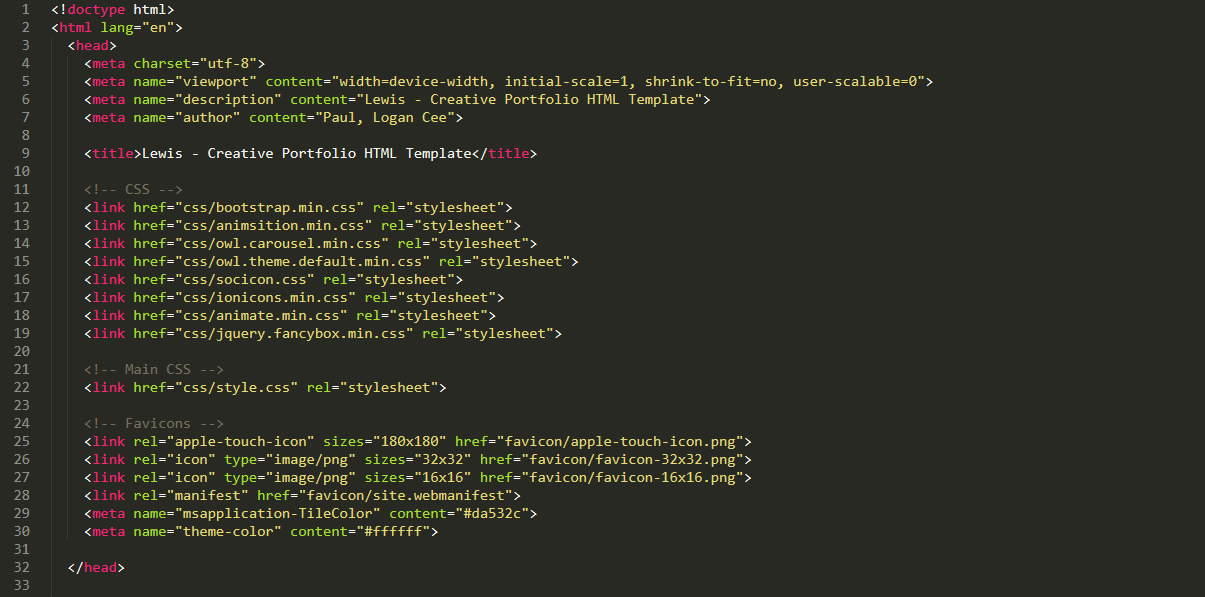 1 <!doctype html>
2 <html lang="en">
3 <head>
4 <meta charset="utf-8">
5 <meta name="viewport" content="width=device-width, initial-scale=1, shrink-to-fit=no, user-scalable=0">
6 <meta name="description" content="Lewis - Creative Portfolio HTML Template">
7 <meta name="author" content="Paul, Logan Cee">
8
9 <title>Lewis - Creative Portfolio HTML Template</title>
10
11 <!-- CSS -->
12 <link href="css/bootstrap.min.css" rel="stylesheet">
13 <link href="css/animsition.min.css" rel="stylesheet">
14 <link href="css/owl.carousel.min.css" rel="stylesheet">
15 <link href="css/owl.theme.default.min.css" rel="stylesheet">
16 <link href="css/socicon.css" rel="stylesheet">
17 <link href="css/ionicons.min.css" rel="stylesheet">
18 <link href="css/animate.min.css" rel="stylesheet">
19 <link href="css/jquery.fancybox.min.css" rel="stylesheet">
20
21 <!-- Main CSS -->
22 <link href="css/style.css" rel="stylesheet">
23
24 <!-- Favicons -->
25 <link rel="apple-touch-icon" sizes="180x180" href="favicon/apple-touch-icon.png">
26 <link rel="icon" type="image/png" sizes="32x32" href="favicon/favicon-32x32.png">
27 <link rel="icon" type="image/png" sizes="16x16" href="favicon/favicon-16x16.png">
28 <link rel="manifest" href="favicon/site.webmanifest">
29 <meta name="msapplication-TileColor" content="#da532c">
30 <meta name="theme-color" content="#ffffff">
31
32 </head>
33